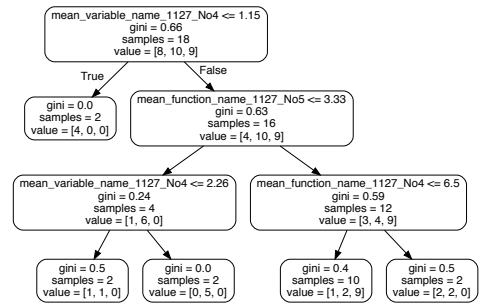 mean_variable_name_1127_No4 <= 1.15
gini = 0.66
samples = 18
value = [8, 10, 9]
True
False
gini = 0.0
samples = 2
value = [4, 0, 0]
mean_function_name_1127_No5 <= 3.33
gini = 0.63
samples = 16
value = [4, 10, 9]
mean_variable_name_1127_No4 <= 2.26
gini = 0.24
samples = 4
value = [1, 6, 0]
mean_function_name_1127_No4 <= 6.5
gini = 0.59
samples = 12
value = [3, 4, 9]
gini = 0.5
samples = 2
value = [1, 1, 0]
gini = 0.0
samples = 2
value = [0, 5, 0]
gini = 0.4
samples = 10
value = [1, 2, 9]
gini = 0.5
samples = 2
value = [2, 2, 0]